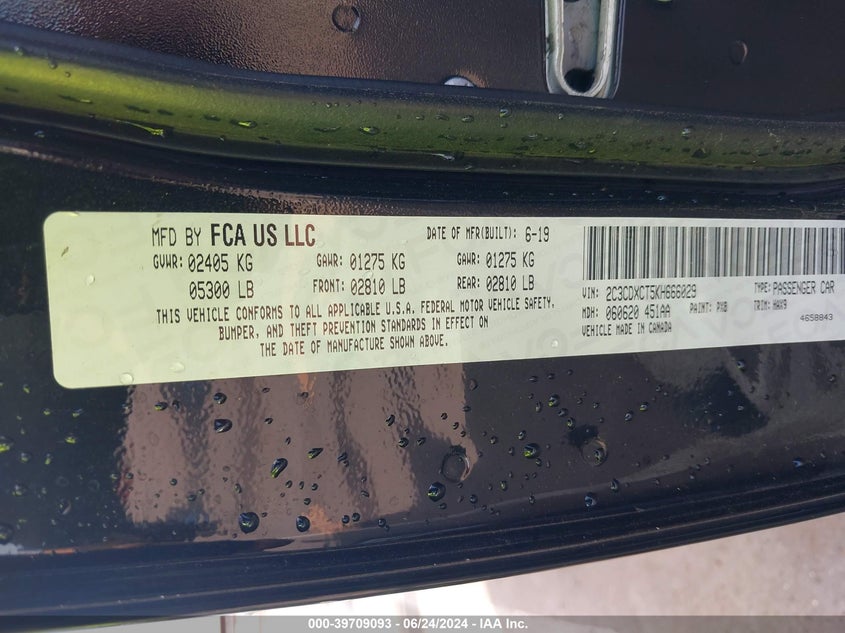 MFD BY FCA US LLC DATE OF MFR(BUILT): 6-19
GVWR: 02405 KG GAWR: 01275 KG GAWR: 01275 KG
05300 LB FRONT: 02810 LB REAR: 02810 LB
THIS VEHICLE CONFORMS TO ALL APPLICABLE U.S.A. FEDERAL MOTOR VEHICLE SAFETY,
BUMPER, AND THEFT PREVENTION STANDARDS IN EFFECT ON
THE DATE OF MANUFACTURE SHOWN ABOVE.
VIN: 2C3CDXCT5KH666029 TYPE: PASSENGER CAR
MDH: 060620 451AA PAINT: PX8 TRIM: HAX9
VEHICLE MADE IN CANADA 4658843
000-39709093 - 06/24/2024 - IAA Inc.